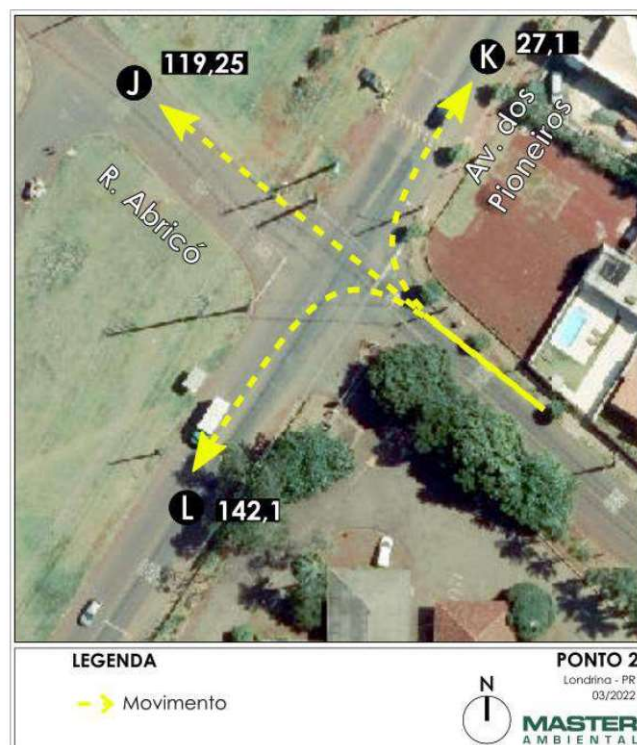 J 119,25
K 27,1
Av. dos
Pioneiros
R. Abricó
L 142,1
LEGENDA
Movimento
N
PONTO 2
Londrina - PR
03/2022
MASTER
AMBIENTAL